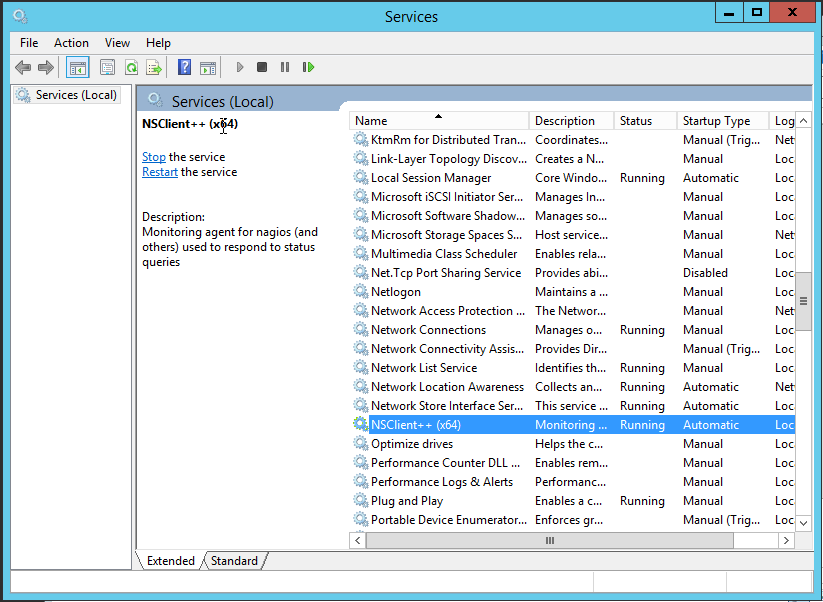 Services
File Action View Help
Services (Local)
Services (Local)
NSClient++ (x64)
Stop the service
Restart the service
Description:
Monitoring agent for nagios (and
others) used to respond to status
queries
Name Description Status Startup Type Log
KtmRm for Distributed Tran... Coordinates... Manual (Trig... Net
Link-Layer Topology Discov... Creates a N... Manual Loc
Local Session Manager Core Windo... Running Automatic Loc
Microsoft iSCSI Initiator Ser... Manages In... Manual Loc
Microsoft Software Shadow... Manages so... Manual Loc
Microsoft Storage Spaces S... Host service... Manual Net
Multimedia Class Scheduler Enables rela... Manual Loc
Net.Tcp Port Sharing Service Provides abi... Disabled Loc
Netlogon Maintains a ... Manual Loc
Network Access Protection ... The Networ... Manual Net
Network Connections Manages o... Running Manual Loc
Network Connectivity Assis... Provides Dir... Manual (Trig... Loc
Network List Service Identifies th... Running Manual Loc
Network Location Awareness Collects an... Running Automatic Net
Network Store Interface Ser... This service ... Running Automatic Loc
NSClient++ (x64) Monitoring ... Running Automatic Loc
Optimize drives Helps the c... Manual Loc
Performance Counter DLL ... Enables rem... Manual Loc
Performance Logs & Alerts Performanc... Manual Loc
Plug and Play Enables a c... Running Manual Loc
Portable Device Enumerator... Enforces gr... Manual (Trig... Loc
Extended Standard